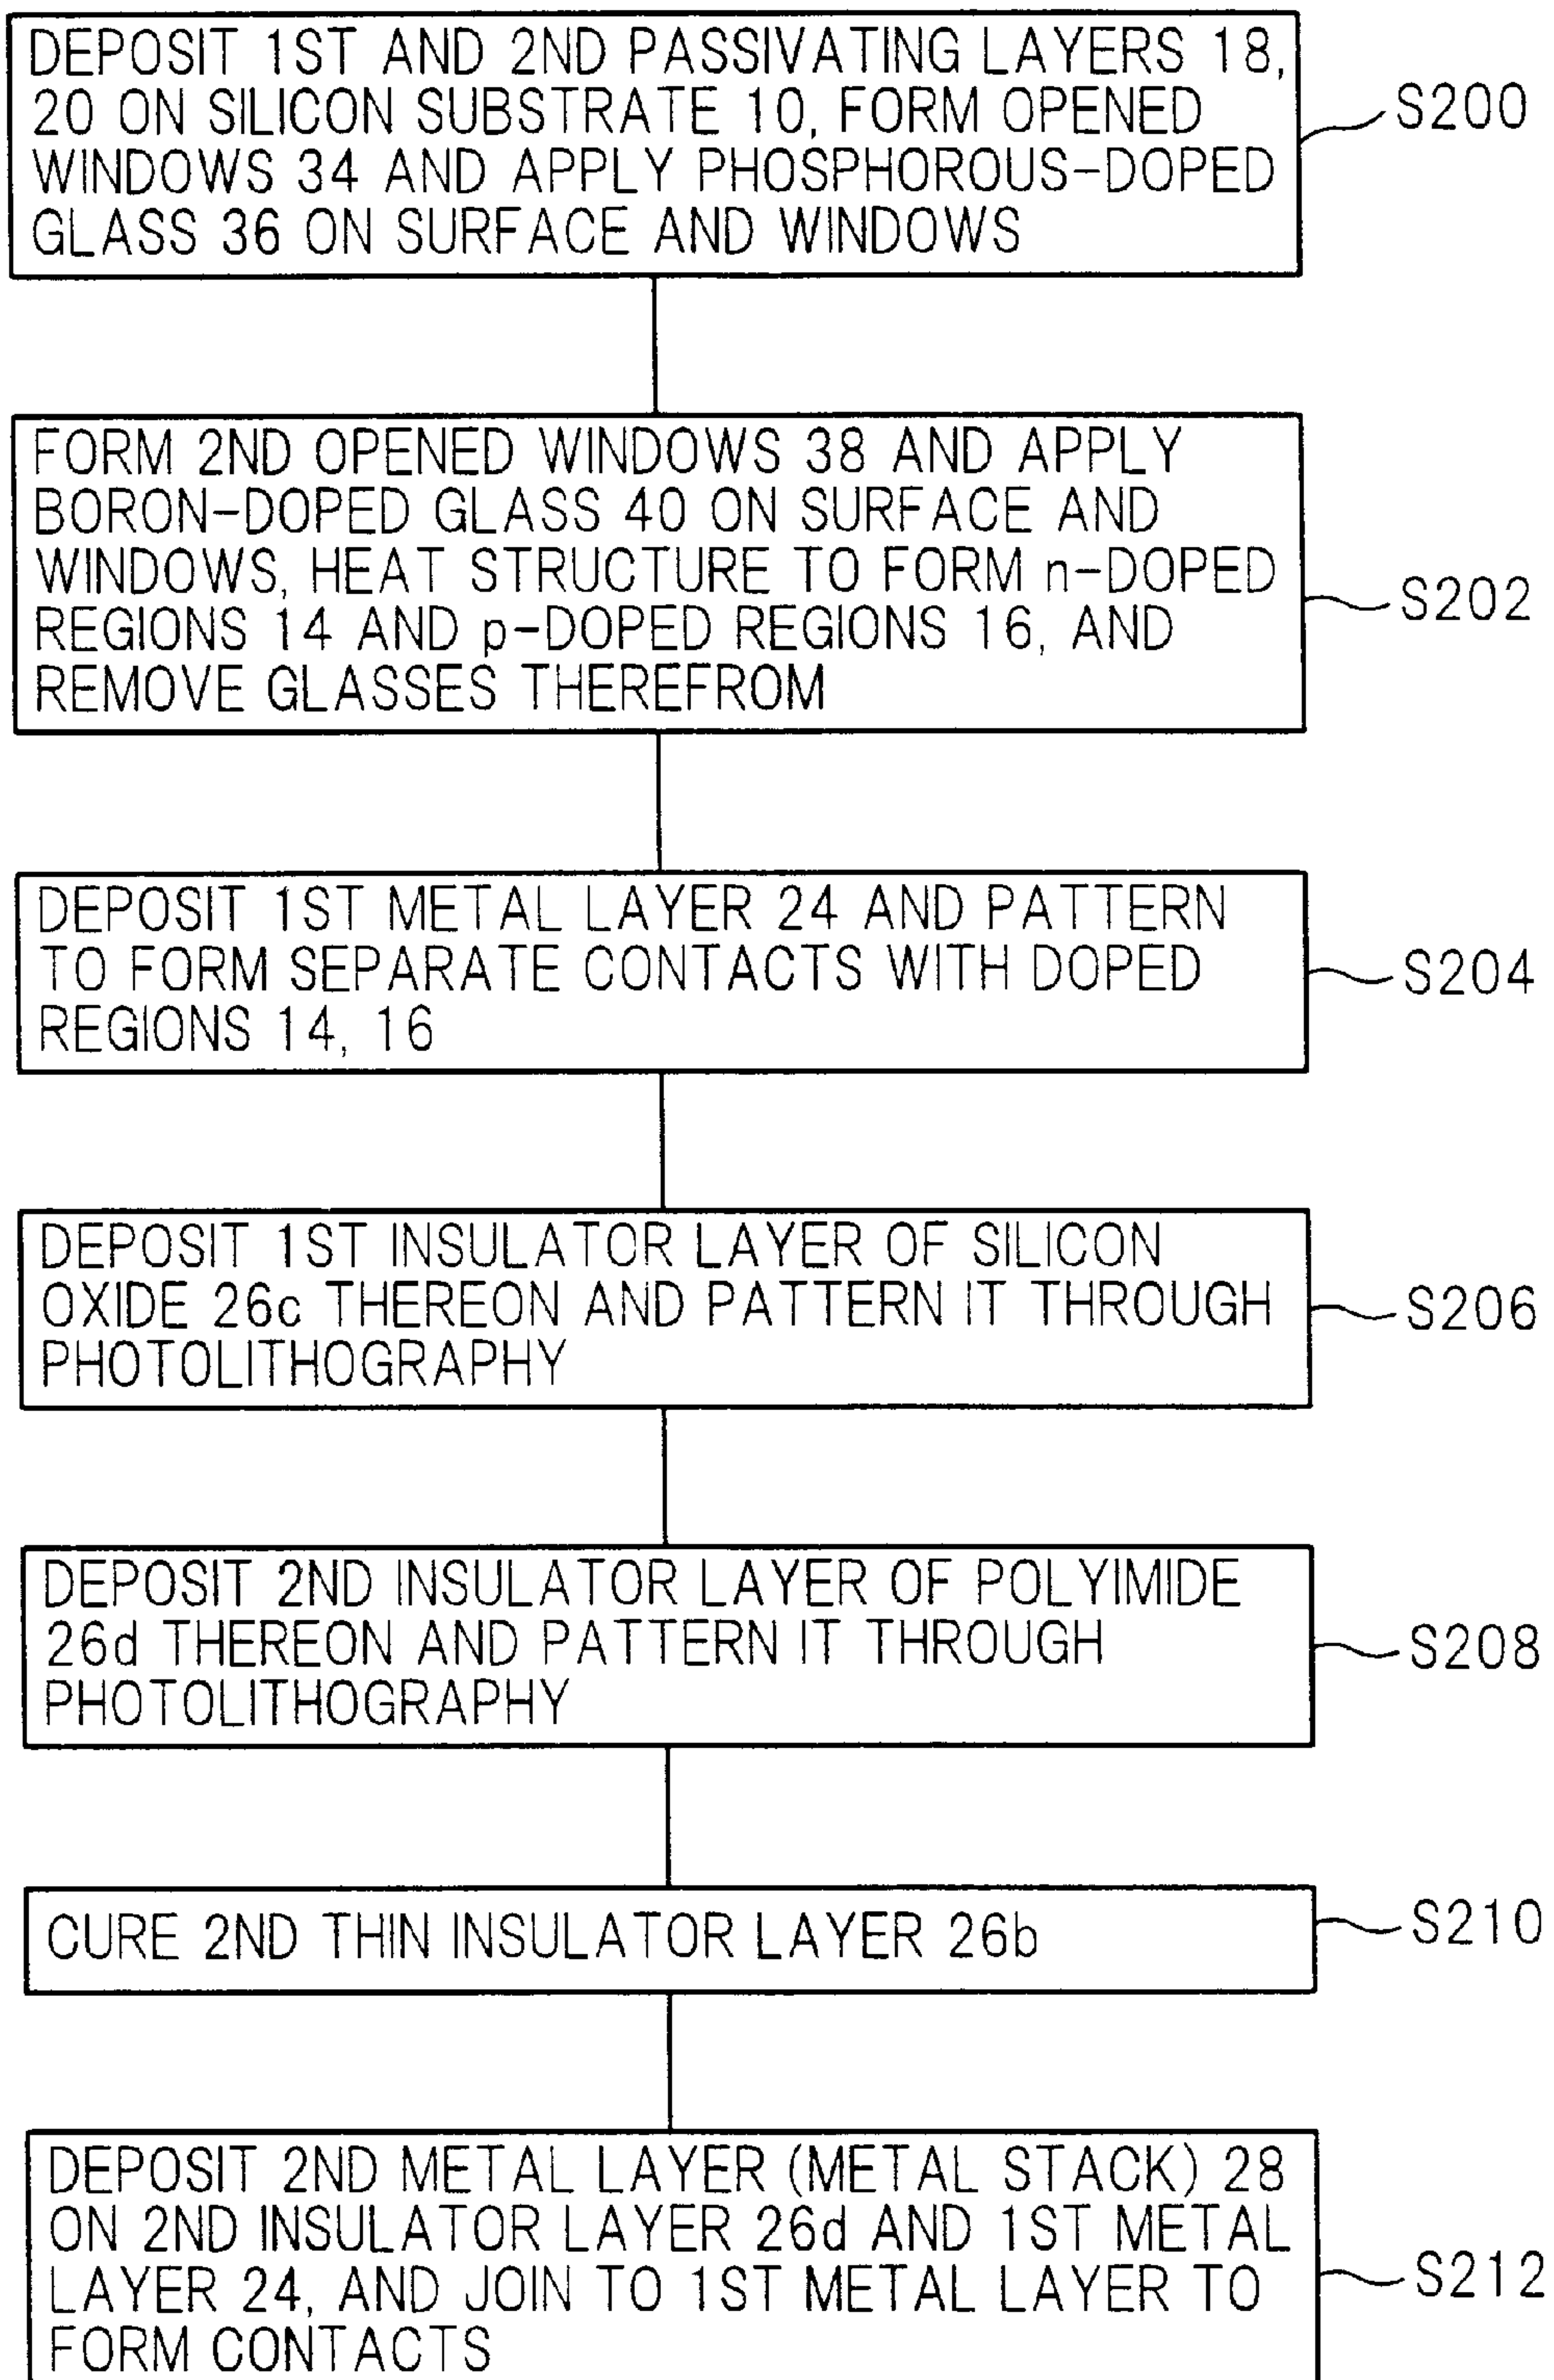 DEPOSIT 1ST AND 2ND PASSIVATING LAYERS 18,
20 ON SILICON SUBSTRATE 10, FORM OPENED
WINDOWS 34 AND APPLY PHOSPHOROUS-DOPED
GLASS 36 ON SURFACE AND WINDOWS
S200
FORM 2ND OPENED WINDOWS 38 AND APPLY
BORON-DOPED GLASS 40 ON SURFACE AND
WINDOWS, HEAT STRUCTURE TO FORM n-DOPED
REGIONS 14 AND p-DOPED REGIONS 16, AND
REMOVE GLASSES THEREFROM
S202
DEPOSIT 1ST METAL LAYER 24 AND PATTERN
TO FORM SEPARATE CONTACTS WITH DOPED
REGIONS 14, 16
S204
DEPOSIT 1ST INSULATOR LAYER OF SILICON
OXIDE 26c THEREON AND PATTERN IT THROUGH
PHOTOLITHOGRAPHY
S206
DEPOSIT 2ND INSULATOR LAYER OF POLYIMIDE
26d THEREON AND PATTERN IT THROUGH
PHOTOLITHOGRAPHY
S208
CURE 2ND THIN INSULATOR LAYER 26b
S210
DEPOSIT 2ND METAL LAYER (METAL STACK) 28
ON 2ND INSULATOR LAYER 26d AND 1ST METAL
LAYER 24, AND JOIN TO 1ST METAL LAYER TO
FORM CONTACTS
S212